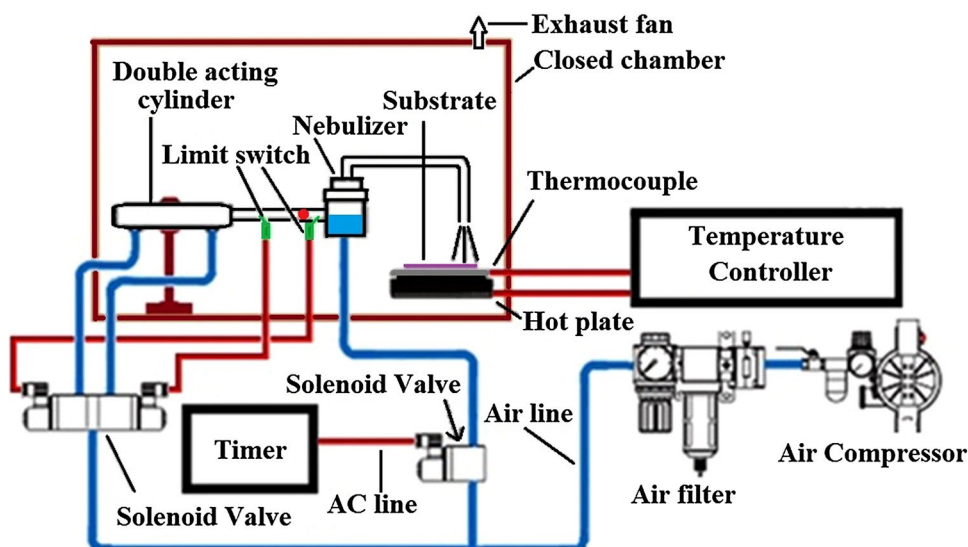 Exhaust fan
Closed chamber
Double acting
cylinder
Substrate
Nebulizer
Limit switch
Thermocouple
Temperature
Controller
Hot plate
Solenoid Valve
Air line
Timer
Air Compressor
Air filter
AC line
Solenoid Valve